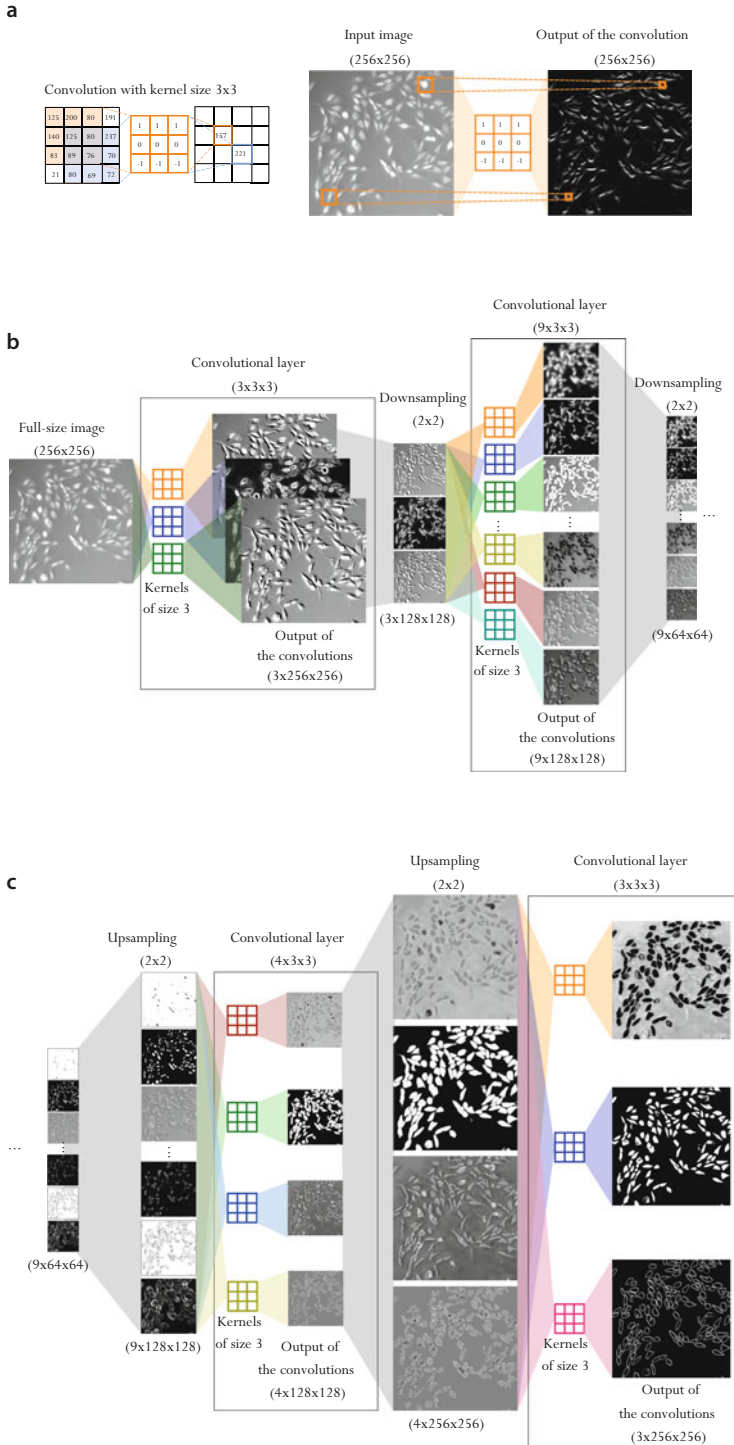 a
Input image
(256x256)
Output of the convolution
(256x256)
Convolution with kernel size 3x3
125 200 80 191
140 125 80 237
83 89 76 70
21 80 69 72
1 1 1
0 0 0
-1 -1 -1
157
221
1 1 1
0 0 0
-1 -1 -1
b
Full-size image
(256x256)
Convolutional layer
(3x3x3)
Kernels
of size 3
Output of
the convolutions
(3x256x256)
Downsampling
(2x2)
(3x128x128)
Convolutional layer
(9x3x3)
...
...
Kernels
of size 3
Output of
the convolutions
(9x128x128)
Downsampling
(2x2)
...
...
(9x64x64)
c
...
...
(9x64x64)
Upsampling
(2x2)
...
(9x128x128)
Convolutional layer
(4x3x3)
Kernels
of size 3
Output of
the convolutions
(4x128x128)
Upsampling
(2x2)
(4x256x256)
Convolutional layer
(3x3x3)
Kernels
of size 3
Output of
the convolutions
(3x256x256)